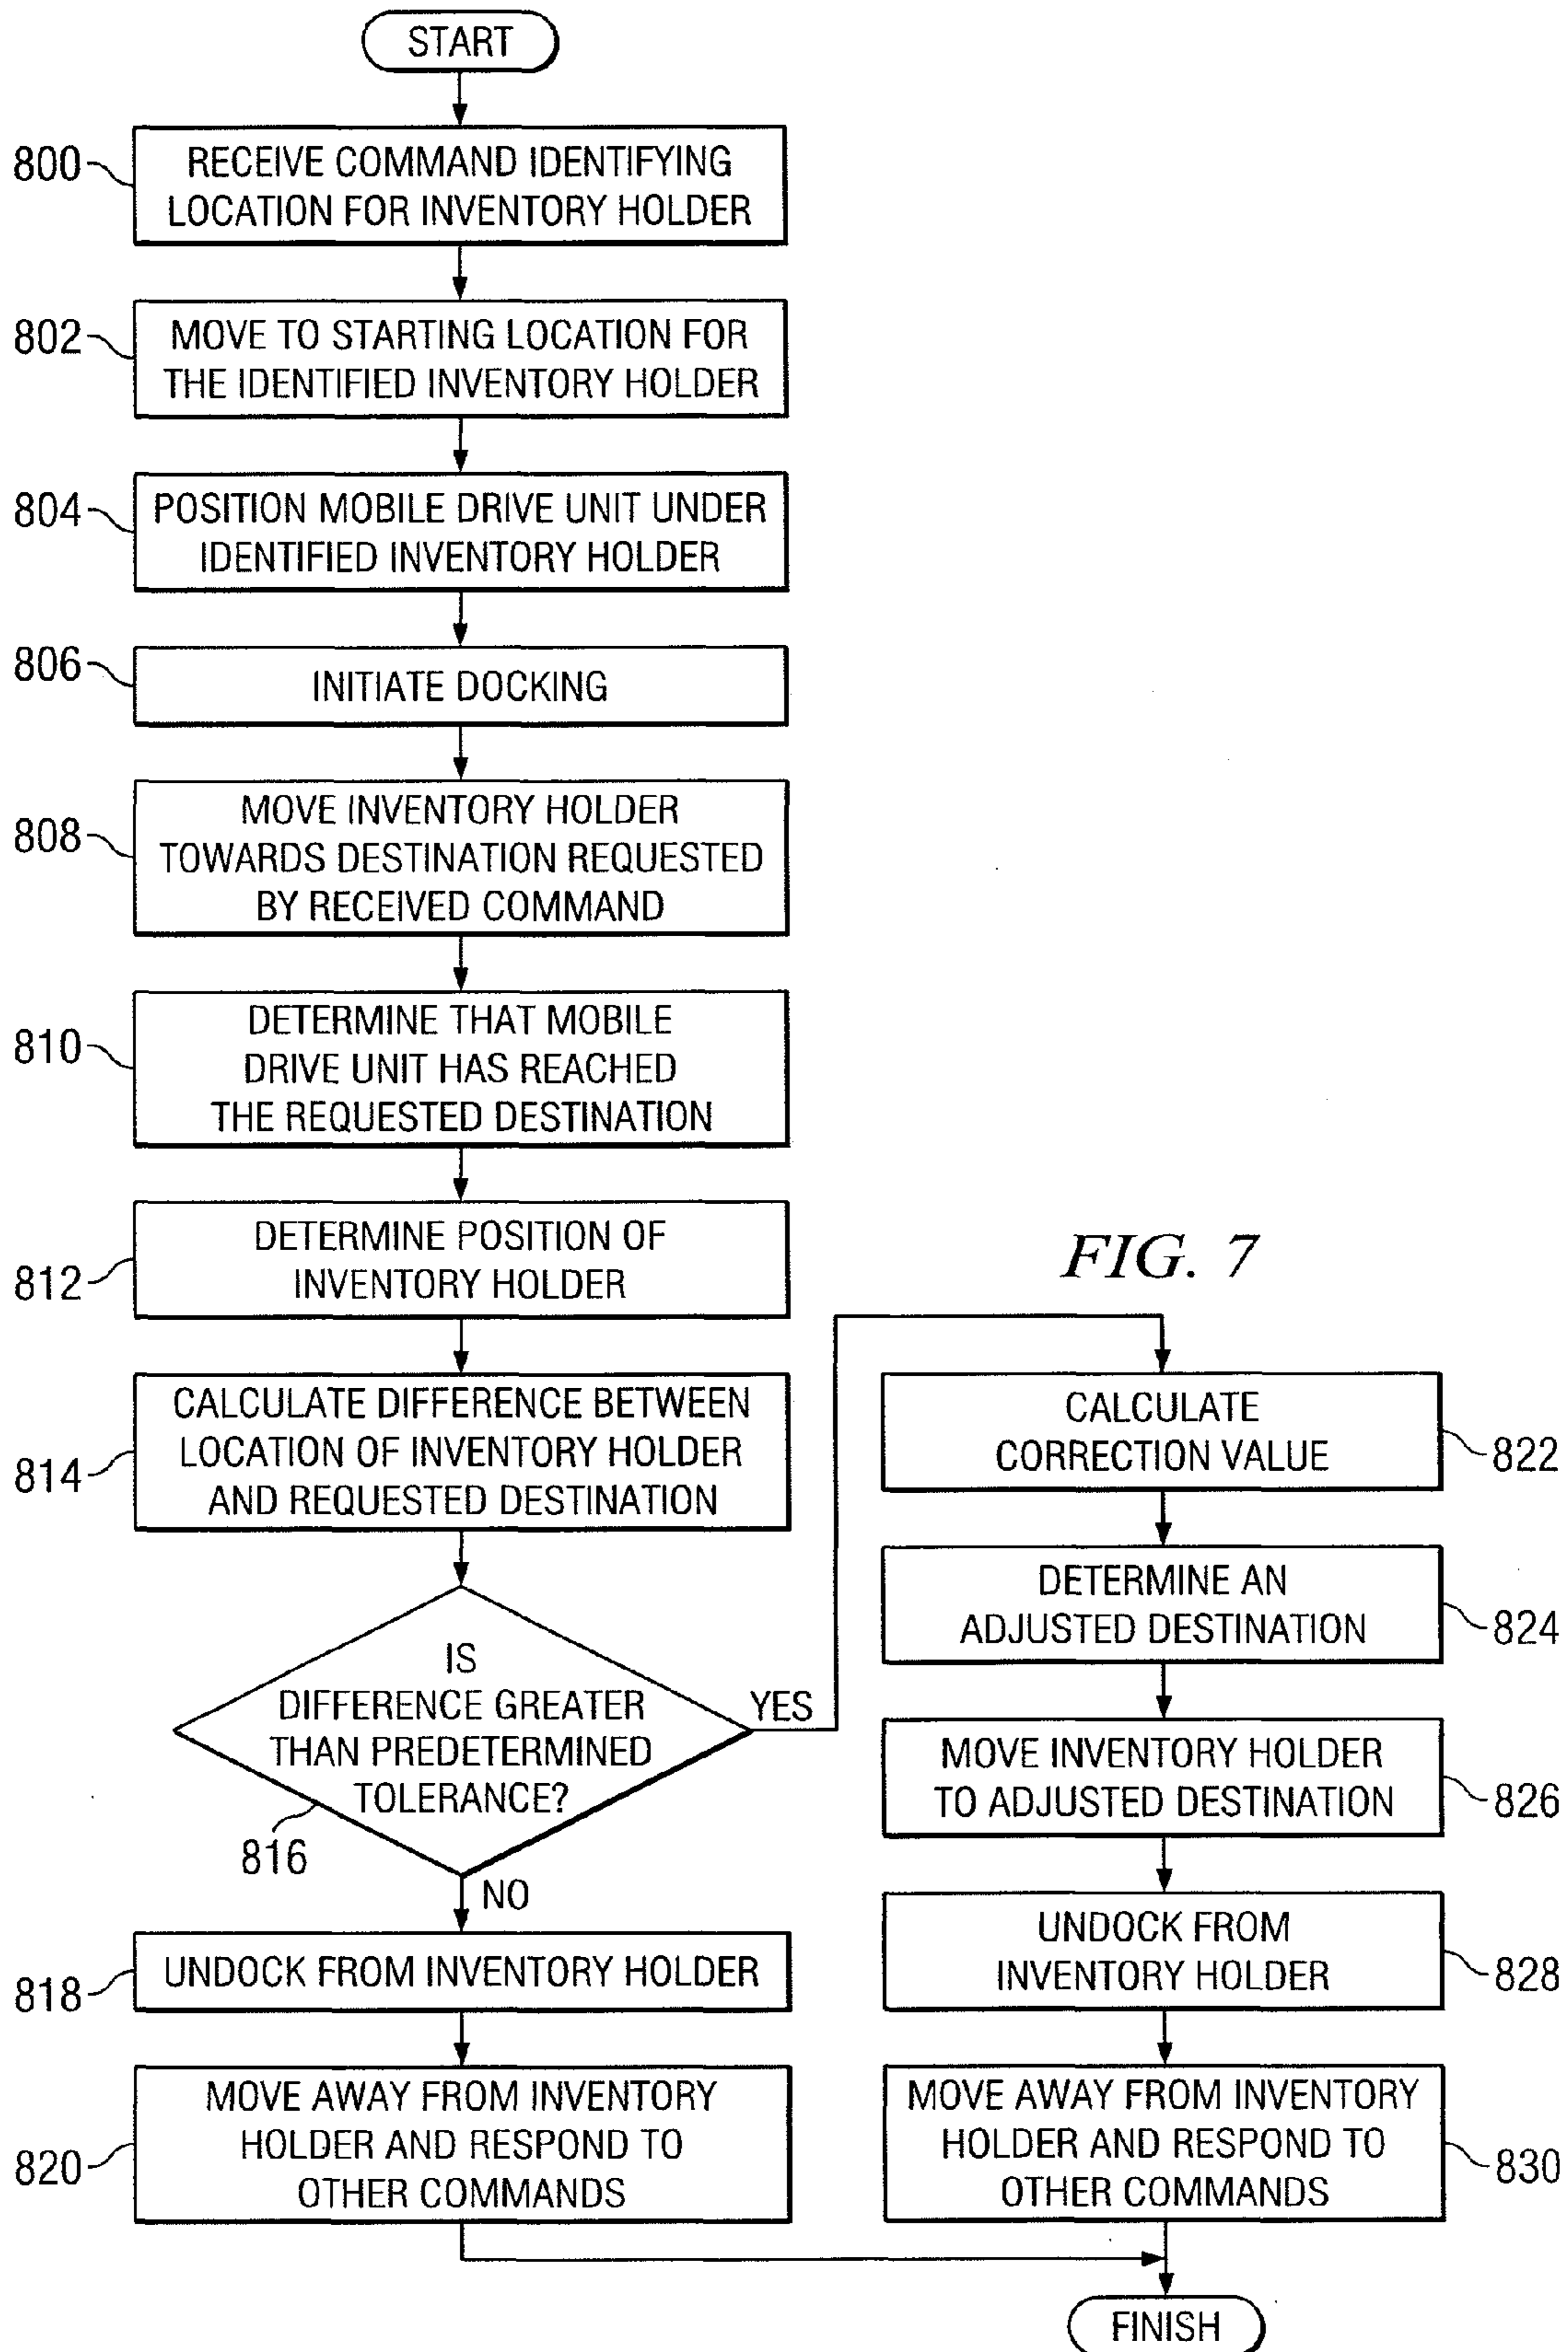 START
800
RECEIVE COMMAND IDENTIFYING
LOCATION FOR INVENTORY HOLDER
802
MOVE TO STARTING LOCATION FOR
THE IDENTIFIED INVENTORY HOLDER
804
POSITION MOBILE DRIVE UNIT UNDER
IDENTIFIED INVENTORY HOLDER
806
INITIATE DOCKING
808
MOVE INVENTORY HOLDER
TOWARDS DESTINATION REQUESTED
BY RECEIVED COMMAND
810
DETERMINE THAT MOBILE
DRIVE UNIT HAS REACHED
THE REQUESTED DESTINATION
812
DETERMINE POSITION OF
INVENTORY HOLDER
814
CALCULATE DIFFERENCE BETWEEN
LOCATION OF INVENTORY HOLDER
AND REQUESTED DESTINATION
IS
DIFFERENCE GREATER
THAN PREDETERMINED
TOLERANCE?
816
YES
NO
818
UNDOCK FROM INVENTORY HOLDER
820
MOVE AWAY FROM INVENTORY
HOLDER AND RESPOND TO
OTHER COMMANDS
FIG. 7
CALCULATE
CORRECTION VALUE
822
DETERMINE AN
ADJUSTED DESTINATION
824
MOVE INVENTORY HOLDER
TO ADJUSTED DESTINATION
826
UNDOCK FROM
INVENTORY HOLDER
828
MOVE AWAY FROM INVENTORY
HOLDER AND RESPOND TO
OTHER COMMANDS
830
FINISH